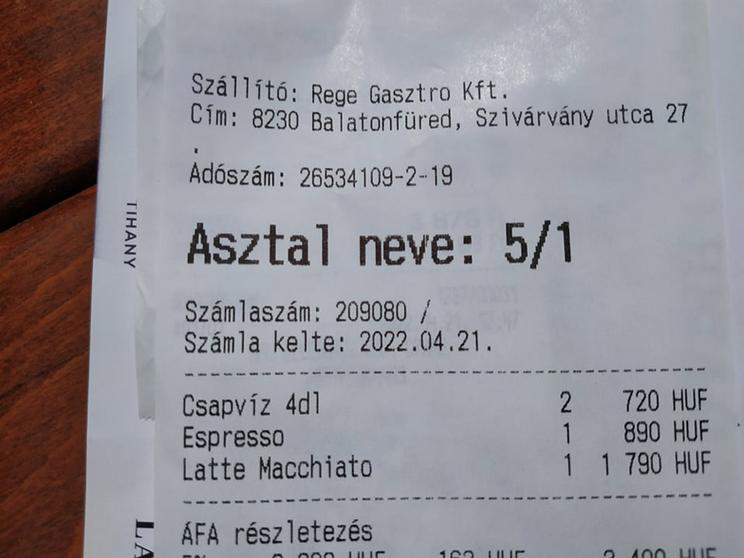 Szállító: Rege Gasztro Kft.
Cím: 8230 Balatonfüred, Szivárvány utca 27
.
Adószám: 26534109-2-19
Asztal neve: 5/1
Számlaszám: 209080 /
Számla kelte: 2022.04.21.
Csapvíz 4dl 2 720 HUF
Espresso 1 890 HUF
Latte Macchiato 1 1 790 HUF
ÁFA részletezés
TIHANY